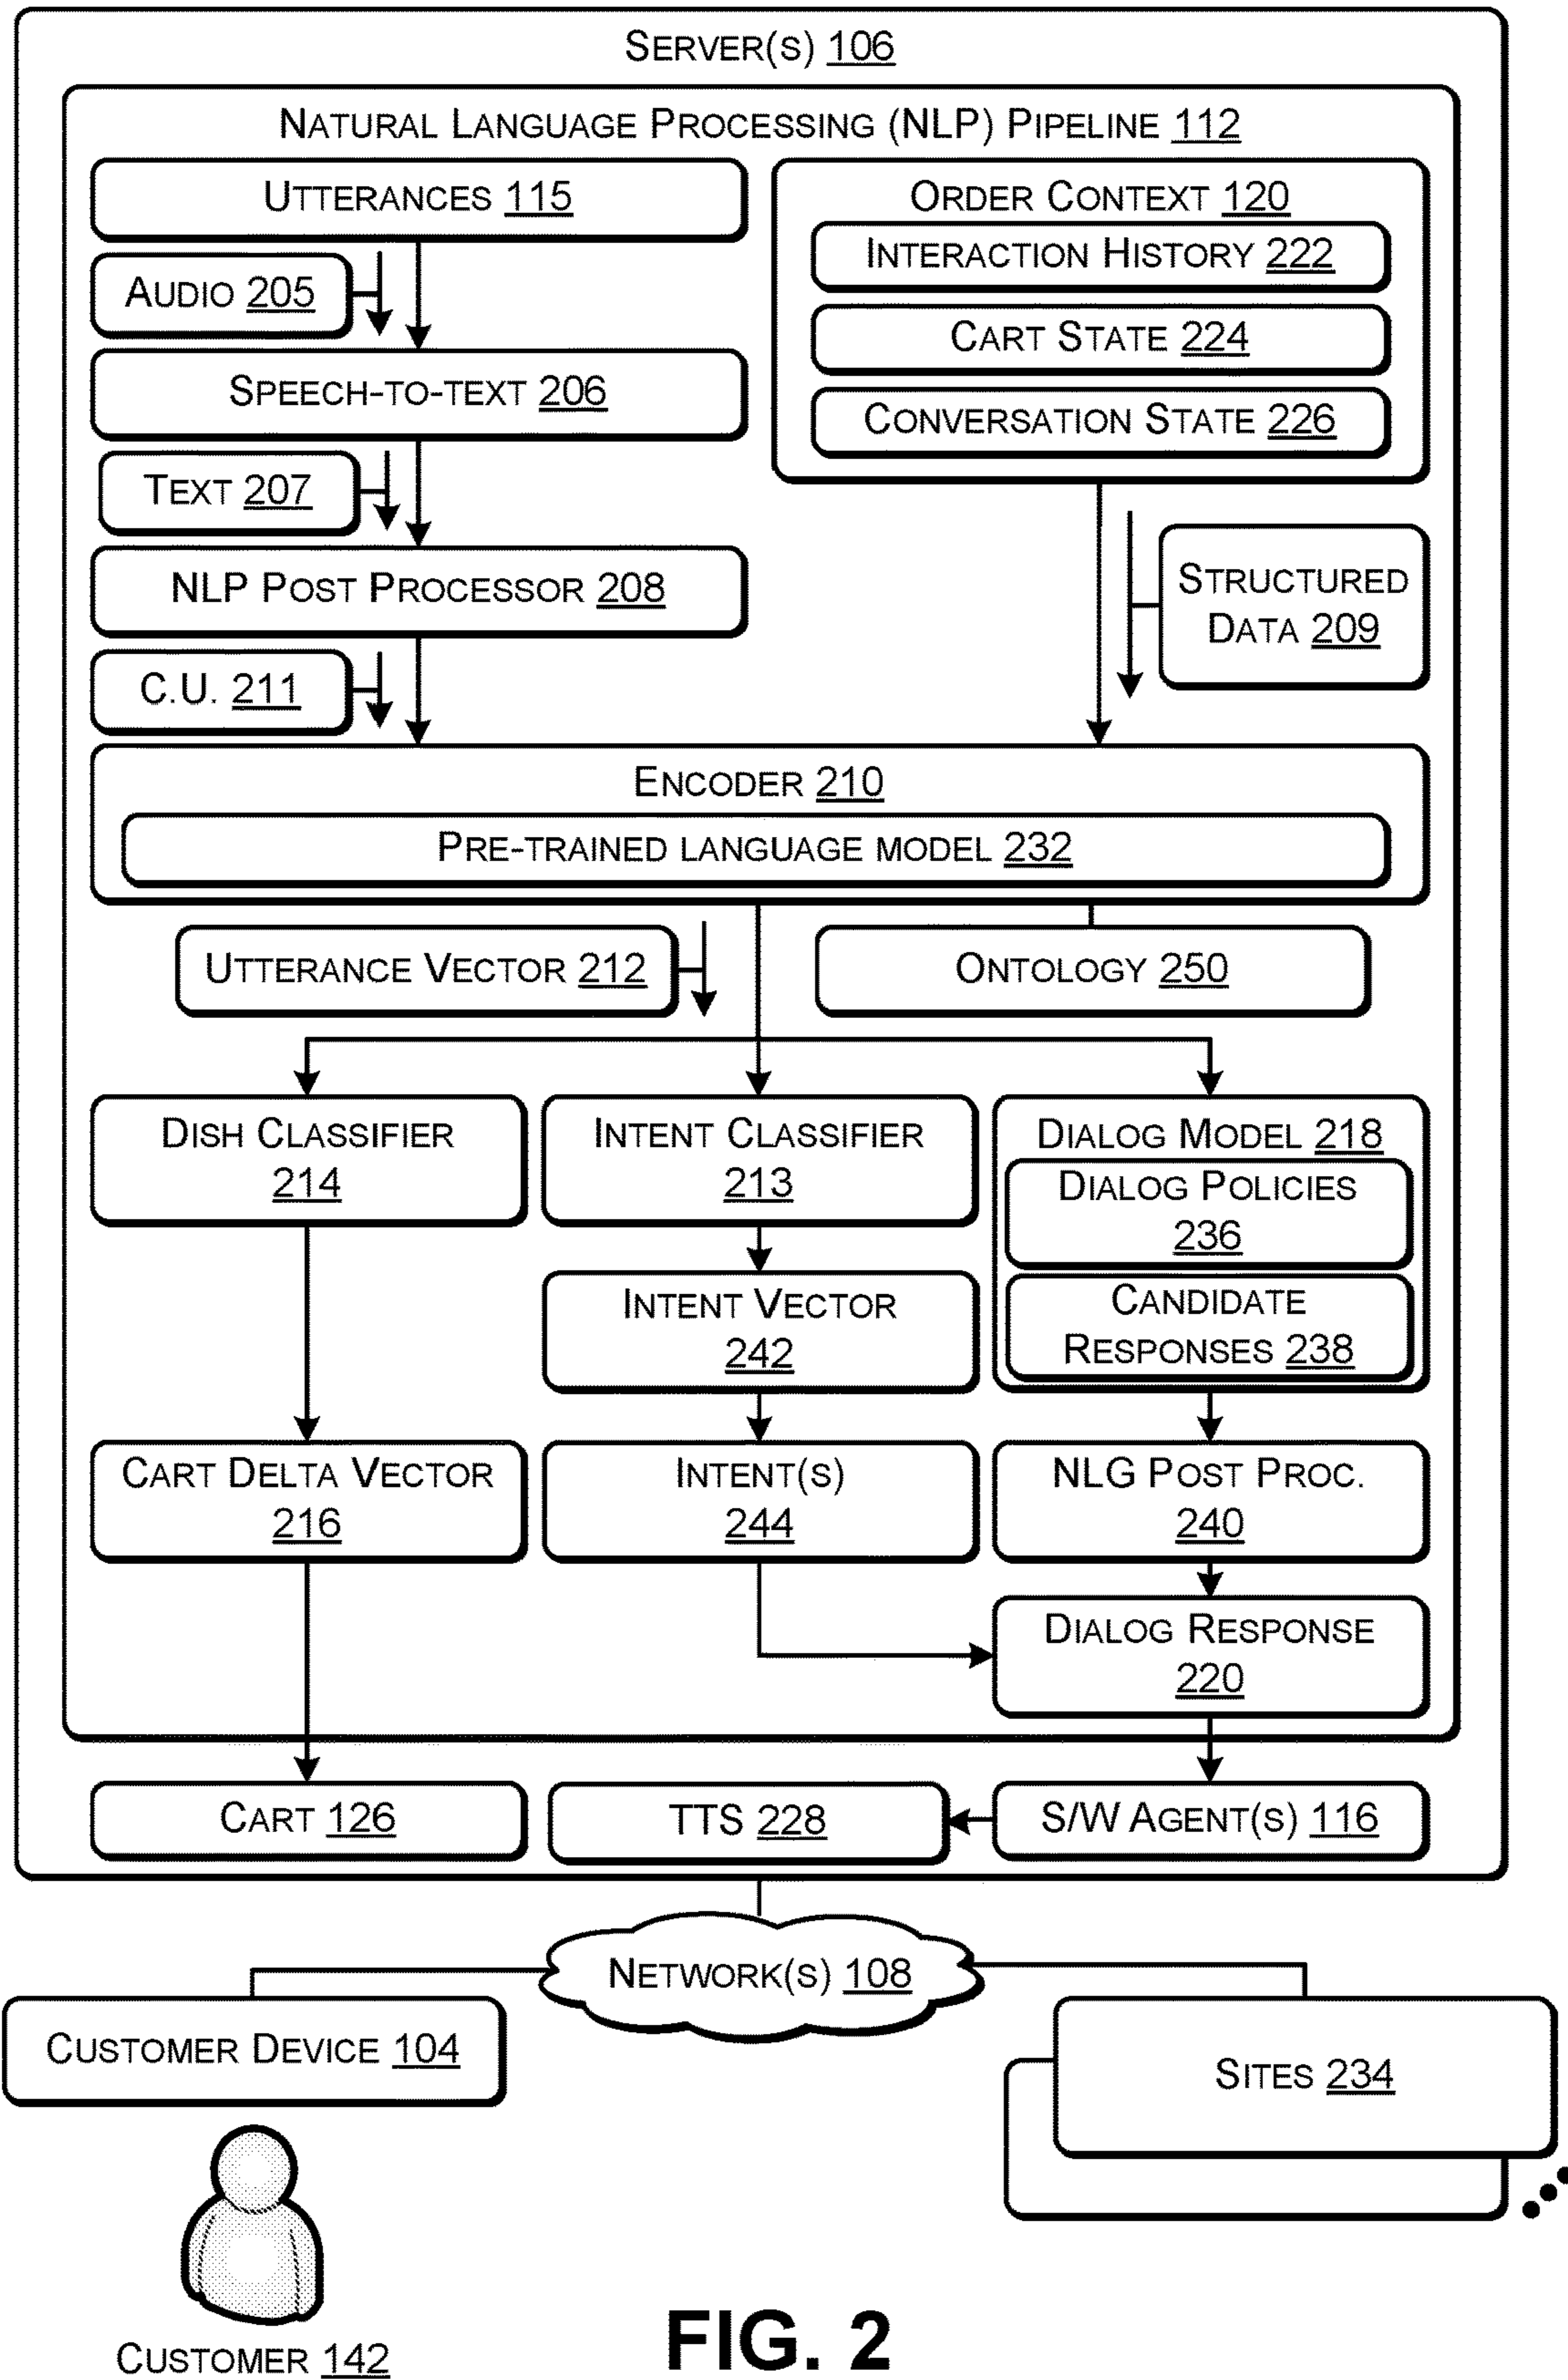 SERVER(S) 106
NATURAL LANGUAGE PROCESSING (NLP) PIPELINE 112
UTTERANCES 115
AUDIO 205
SPEECH-TO-TEXT 206
TEXT 207
NLP POST PROCESSOR 208
C.U. 211
ORDER CONTEXT 120
INTERACTION HISTORY 222
CART STATE 224
CONVERSATION STATE 226
STRUCTURED
DATA 209
ENCODER 210
PRE-TRAINED LANGUAGE MODEL 232
UTTERANCE VECTOR 212
ONTOLOGY 250
DISH CLASSIFIER
214
INTENT CLASSIFIER
213
DIALOG MODEL 218
DIALOG POLICIES
236
CANDIDATE
RESPONSES 238
INTENT VECTOR
242
CART DELTA VECTOR
216
INTENT(S)
244
NLG POST PROC.
240
DIALOG RESPONSE
220
CART 126
TTS 228
S/W AGENT(S) 116
NETWORK(S) 108
CUSTOMER DEVICE 104
SITES 234
CUSTOMER 142
FIG. 2